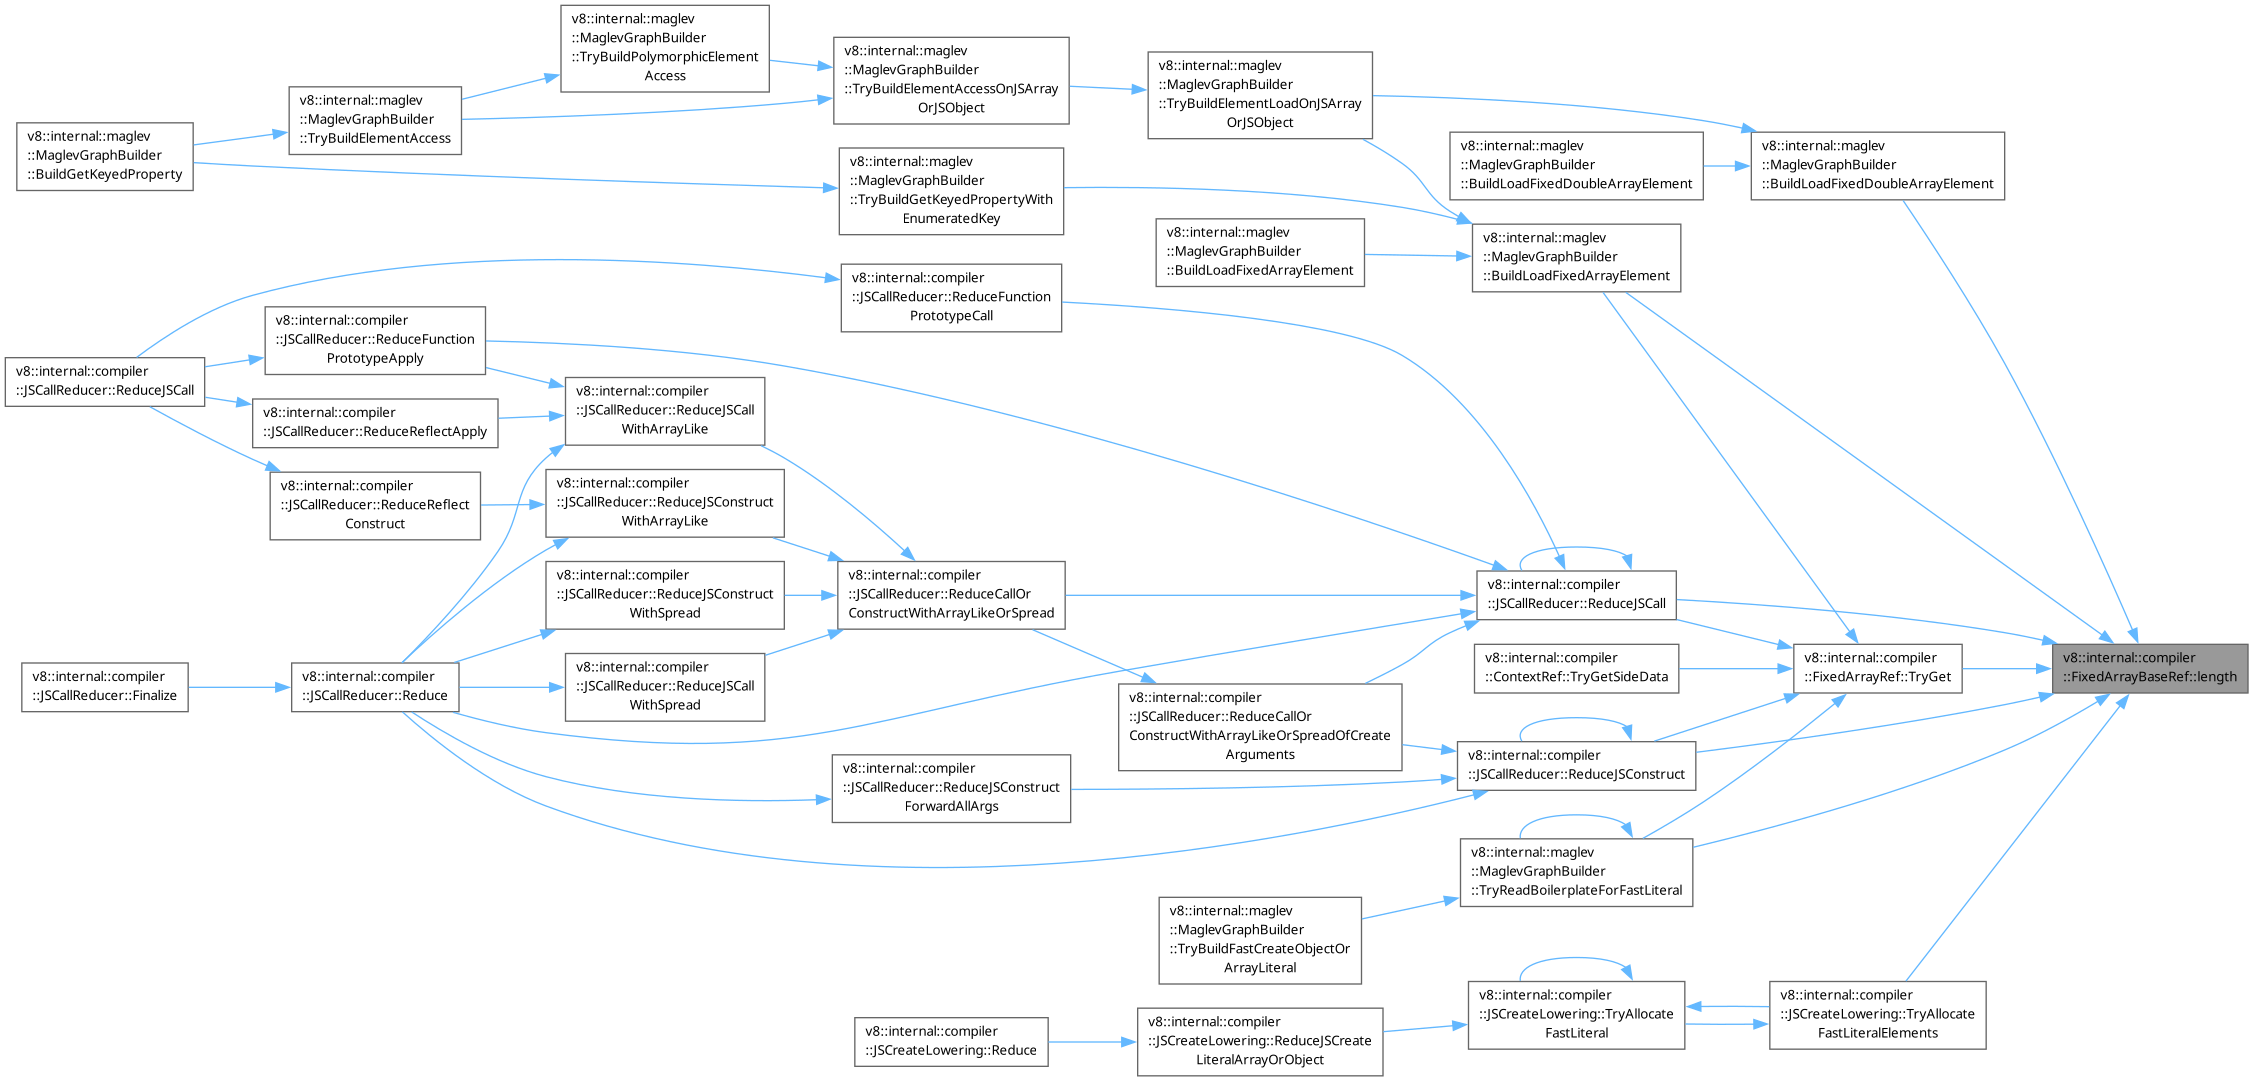 v8::internal::maglev
::MaglevGraphBuilder
::TryBuildPolymorphicElement
Access
v8::internal::maglev
::MaglevGraphBuilder
::TryBuildElementAccessOnJSArray
OrJSObject
v8::internal::maglev
::MaglevGraphBuilder
::TryBuildElementLoadOnJSArray
OrJSObject
v8::internal::maglev
::MaglevGraphBuilder
::TryBuildElementAccess
v8::internal::maglev
::MaglevGraphBuilder
::BuildGetKeyedProperty
v8::internal::maglev
::MaglevGraphBuilder
::BuildLoadFixedDoubleArrayElement
v8::internal::maglev
::MaglevGraphBuilder
::BuildLoadFixedDoubleArrayElement
v8::internal::maglev
::MaglevGraphBuilder
::TryBuildGetKeyedPropertyWith
EnumeratedKey
v8::internal::maglev
::MaglevGraphBuilder
::BuildLoadFixedArrayElement
v8::internal::maglev
::MaglevGraphBuilder
::BuildLoadFixedArrayElement
v8::internal::compiler
::JSCallReducer::ReduceFunction
PrototypeCall
v8::internal::compiler
::JSCallReducer::ReduceFunction
PrototypeApply
v8::internal::compiler
::JSCallReducer::ReduceJSCall
v8::internal::compiler
::JSCallReducer::ReduceJSCall
WithArrayLike
v8::internal::compiler
::JSCallReducer::ReduceReflectApply
v8::internal::compiler
::JSCallReducer::ReduceReflect
Construct
v8::internal::compiler
::JSCallReducer::ReduceJSConstruct
WithArrayLike
v8::internal::compiler
::JSCallReducer::ReduceJSConstruct
WithSpread
v8::internal::compiler
::JSCallReducer::ReduceCallOr
ConstructWithArrayLikeOrSpread
v8::internal::compiler
::JSCallReducer::ReduceJSCall
v8::internal::compiler
::JSCallReducer::Finalize
v8::internal::compiler
::JSCallReducer::Reduce
v8::internal::compiler
::JSCallReducer::ReduceJSCall
WithSpread
v8::internal::compiler
::ContextRef::TryGetSideData
v8::internal::compiler
::FixedArrayRef::TryGet
v8::internal::compiler
::FixedArrayBaseRef::length
v8::internal::compiler
::JSCallReducer::ReduceCallOr
ConstructWithArrayLikeOrSpreadOfCreate
Arguments
v8::internal::compiler
::JSCallReducer::ReduceJSConstruct
v8::internal::compiler
::JSCallReducer::ReduceJSConstruct
ForwardAllArgs
v8::internal::maglev
::MaglevGraphBuilder
::TryReadBoilerplateForFastLiteral
v8::internal::maglev
::MaglevGraphBuilder
::TryBuildFastCreateObjectOr
ArrayLiteral
v8::internal::compiler
::JSCreateLowering::TryAllocate
FastLiteral
v8::internal::compiler
::JSCreateLowering::TryAllocate
FastLiteralElements
v8::internal::compiler
::JSCreateLowering::Reduce
v8::internal::compiler
::JSCreateLowering::ReduceJSCreate
LiteralArrayOrObject